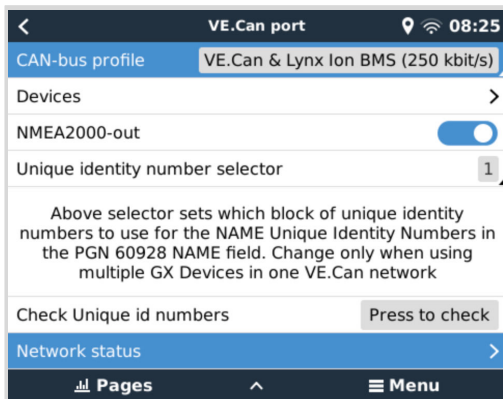 VE.Can port 08:25
CAN-bus profile VE.Can & Lynx Ion BMS (250 kbit/s)
Devices
NMEA2000-out
Unique identity number selector 1
Above selector sets which block of unique identity
numbers to use for the NAME Unique Identity Numbers in
the PGN 60928 NAME field. Change only when using
multiple GX Devices in one VE.Can network
Check Unique id numbers Press to check
Network status
Pages Menu